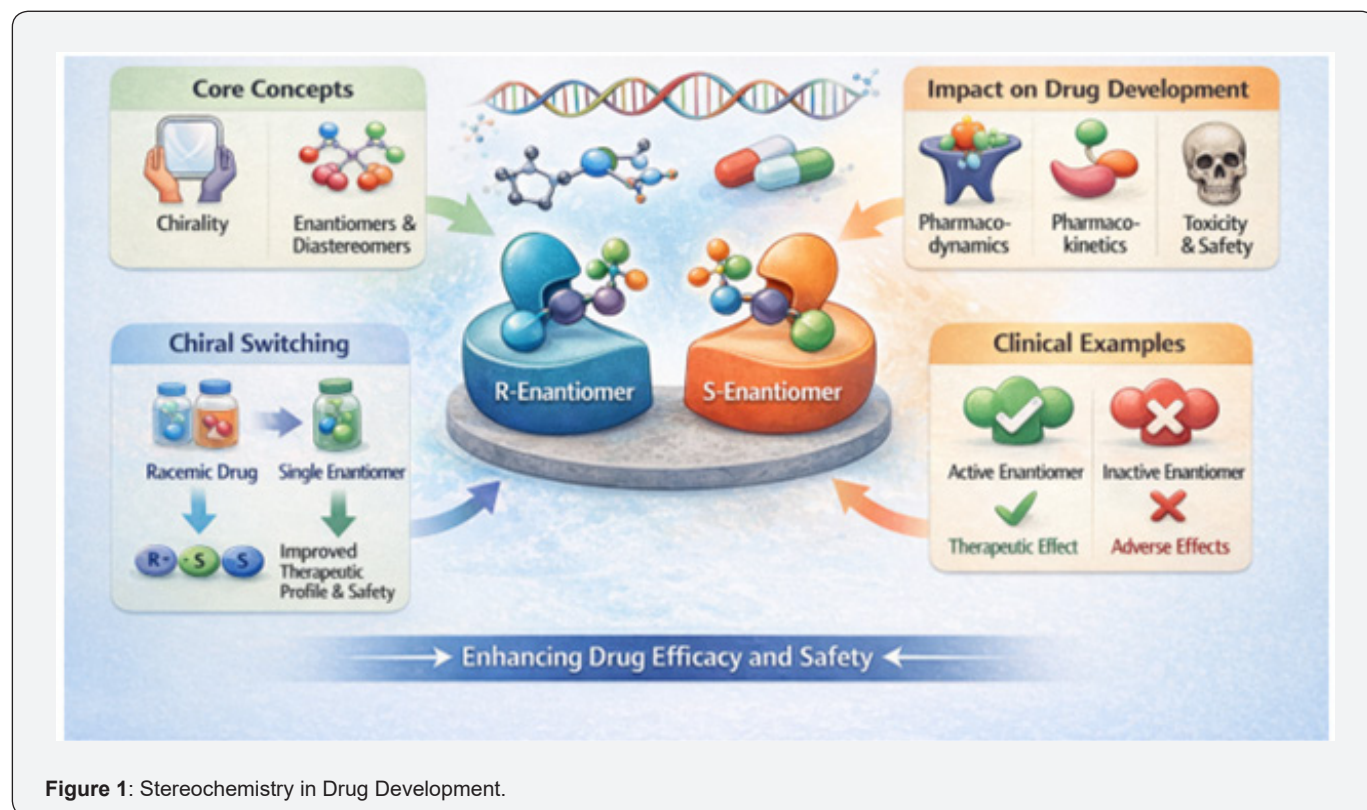 Core Concepts
Chirality
Enantiomers &
Diastereomers
Impact on Drug Development
Pharmaco-
dynamics
Pharmaco-
kinetics
Toxicity
& Safety
R-Enantiomer
S-Enantiomer
Chiral Switching
Racemic Drug
Single Enantiomer
R- S -S
Improved
Therapeutic
Profile & Safety
Clinical Examples
Active Enantiomer
Inactive Enantiomer
Therapeutic Effect
Adverse Effects
Enhancing Drug Efficacy and Safety
Figure 1: Stereochemistry in Drug Development.